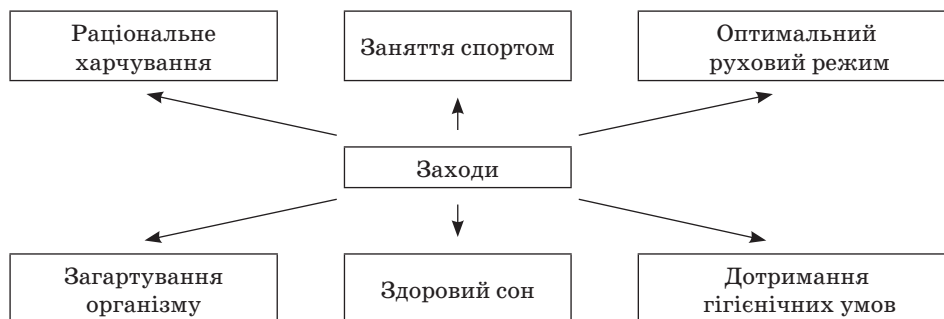 Раціональне
харчування
Заняття спортом
Оптимальний
руховий режим
Заходи
Загартування
організму
Здоровий сон
Дотримання
гігієнічних умов